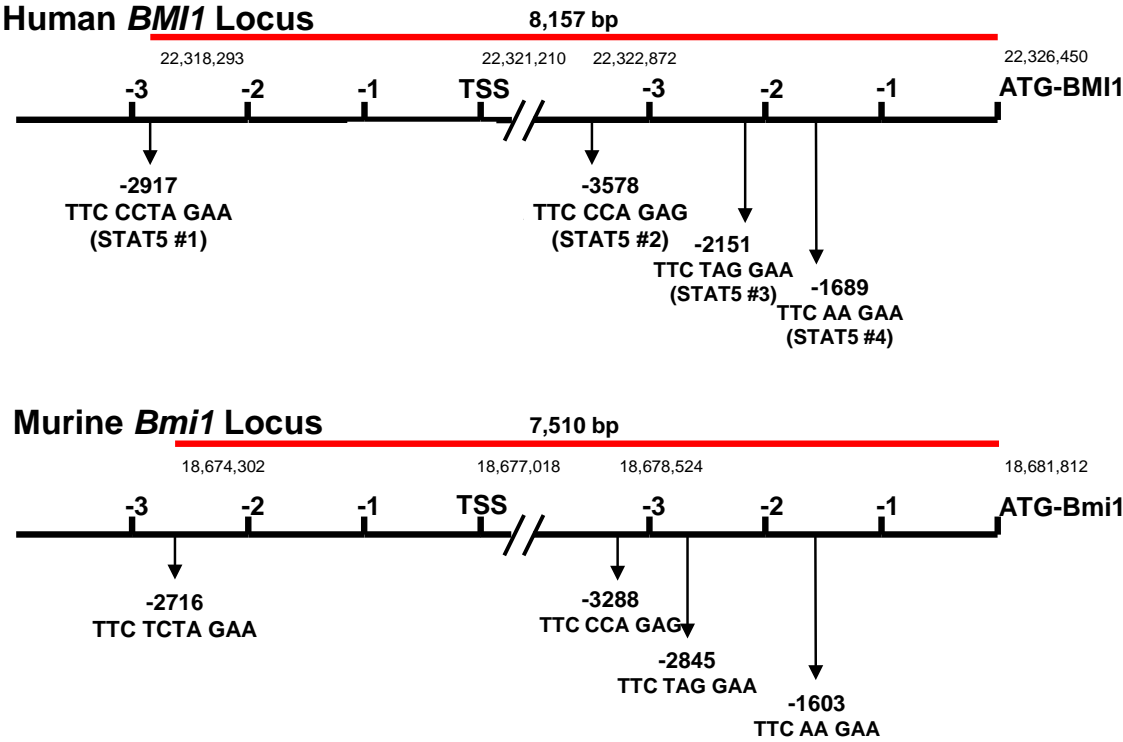 Human BMI1 Locus
8,157 bp
22,318,293 22,321,210 22,322,872 22,326,450
-3 -2 -1 TSS -3 -2 -1 ATG-BMI1
-2917
TTC CCTA GAA
(STAT5 #1)
-3578
TTC CCA GAG
(STAT5 #2)
-2151
TTC TAG GAA
(STAT5 #3)
-1689
TTC AA GAA
(STAT5 #4)
Murine Bmi1 Locus
7,510 bp
18,674,302 18,677,018 18,678,524 18,681,812
-3 -2 -1 TSS -3 -2 -1 ATG-Bmi1
-2716
TTC TCTA GAA
-3288
TTC CCA GAG
-2845
TTC TAG GAA
-1603
TTC AA GAA